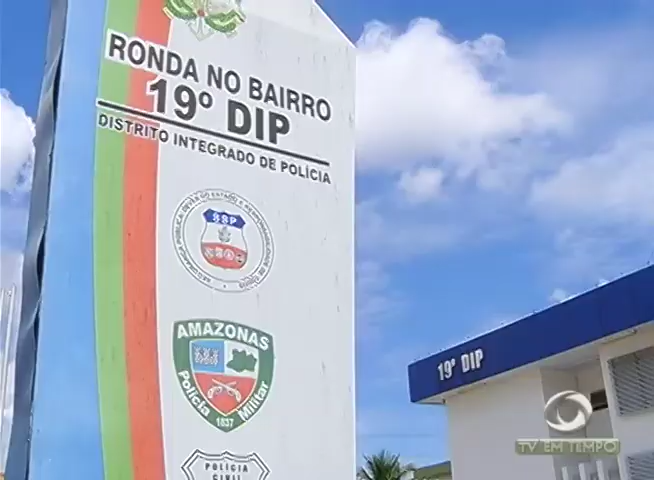 RONDA NO BAIRRO
19º DIP
DISTRITO INTEGRADO DE POLÍCIA
SSP
AMAZONAS
Polícia Militar
1837
POLÍCIA
CIVIL
19º DIP
TV EM TEMPO